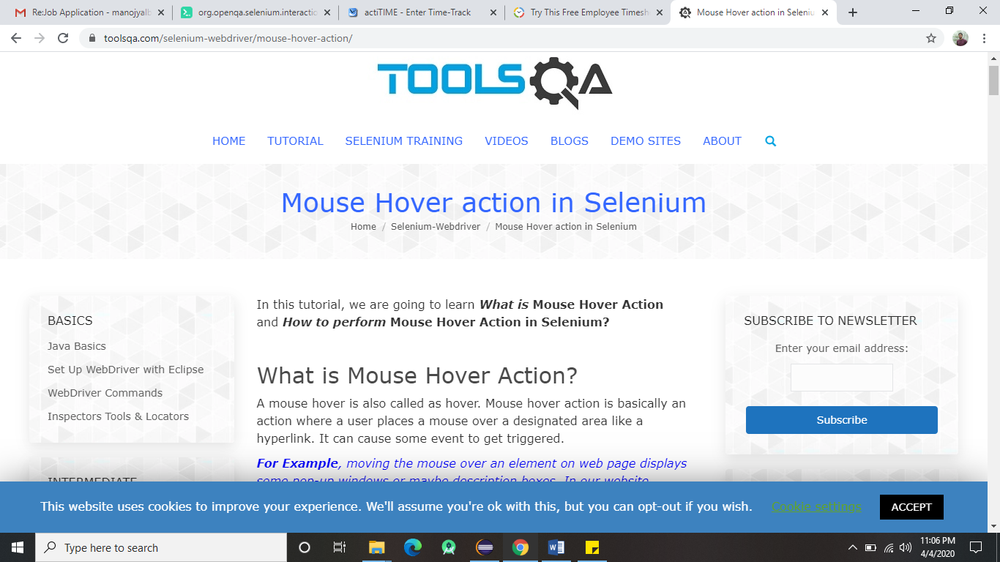 Re:Job Application - manojyalb
org.openqa.selenium.interactic
actiTIME - Enter Time-Track
Try This Free Employee Timeshe
Mouse Hover action in Seleniu
toolsqa.com/selenium-webdriver/mouse-hover-action/
TOOLSQA
HOME TUTORIAL SELENIUM TRAINING VIDEOS BLOGS DEMO SITES ABOUT
Mouse Hover action in Selenium
Home / Selenium-Webdriver / Mouse Hover action in Selenium
BASICS
Java Basics
Set Up WebDriver with Eclipse
WebDriver Commands
Inspectors Tools & Locators
INTERMEDIATE
In this tutorial, we are going to learn What is Mouse Hover Action
and How to perform Mouse Hover Action in Selenium?
What is Mouse Hover Action?
A mouse hover is also called as hover. Mouse hover action is basically an
action where a user places a mouse over a designated area like a
hyperlink. It can cause some event to get triggered.
For Example, moving the mouse over an element on web page displays
some pop-up windows or maybe description boxes. In our website
SUBSCRIBE TO NEWSLETTER
Enter your email address:
Subscribe
This website uses cookies to improve your experience. We'll assume you're ok with this, but you can opt-out if you wish.
Cookie settings
ACCEPT
Type here to search
11:06 PM
4/4/2020